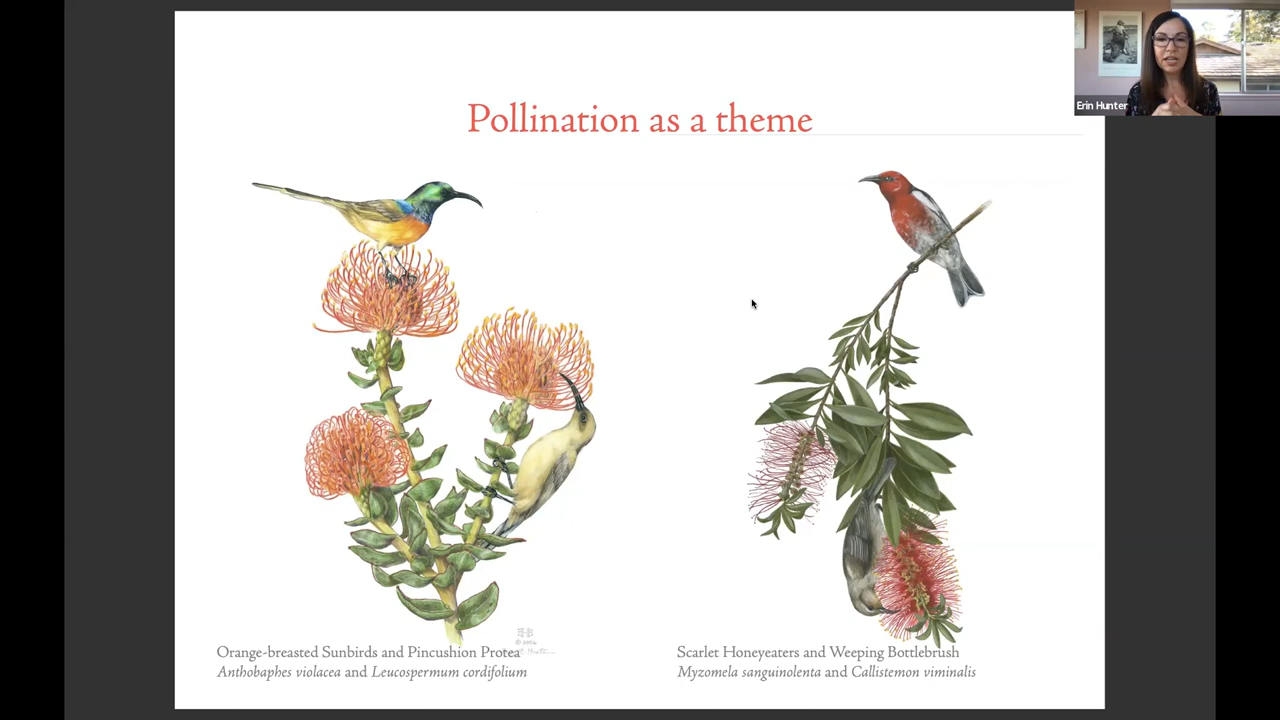 Pollination as a theme
Erin Hunter
© 2006
Orange-breasted Sunbirds and Pincushion Protea
Anthobaphes violacea and Leucospermum cordifolium
Scarlet Honeyeaters and Weeping Bottlebrush
Myzomela sanguinolenta and Callistemon viminalis